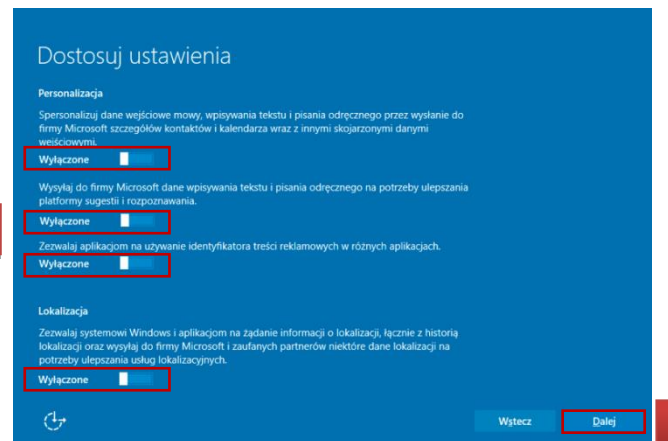 Dostosuj ustawienia
Personalizacja
Spersonalizuj dane wejściowe mowy, wpisywania tekstu i pisania odręcznego przez wysłanie do
firmy Microsoft szczegółów kontaktów i kalendarza wraz z innymi skojarzonymi danymi
wejściowymi.
Wyłączone
Wysyłaj do firmy Microsoft dane wpisywania tekstu i pisania odręcznego na potrzeby ulepszania
platformy sugestii i rozpoznawania.
Wyłączone
Zezwalaj aplikacjom na używanie identyfikatora treści reklamowych w różnych aplikacjach.
Wyłączone
Lokalizacja
Zezwalaj systemowi Windows i aplikacjom na żądanie informacji o lokalizacji, łącznie z historią
lokalizacji oraz wysyłaj do firmy Microsoft i zaufanych partnerów niektóre dane lokalizacji na
potrzeby ulepszania usług lokalizacyjnych.
Wyłączone
Wstecz
Dalej